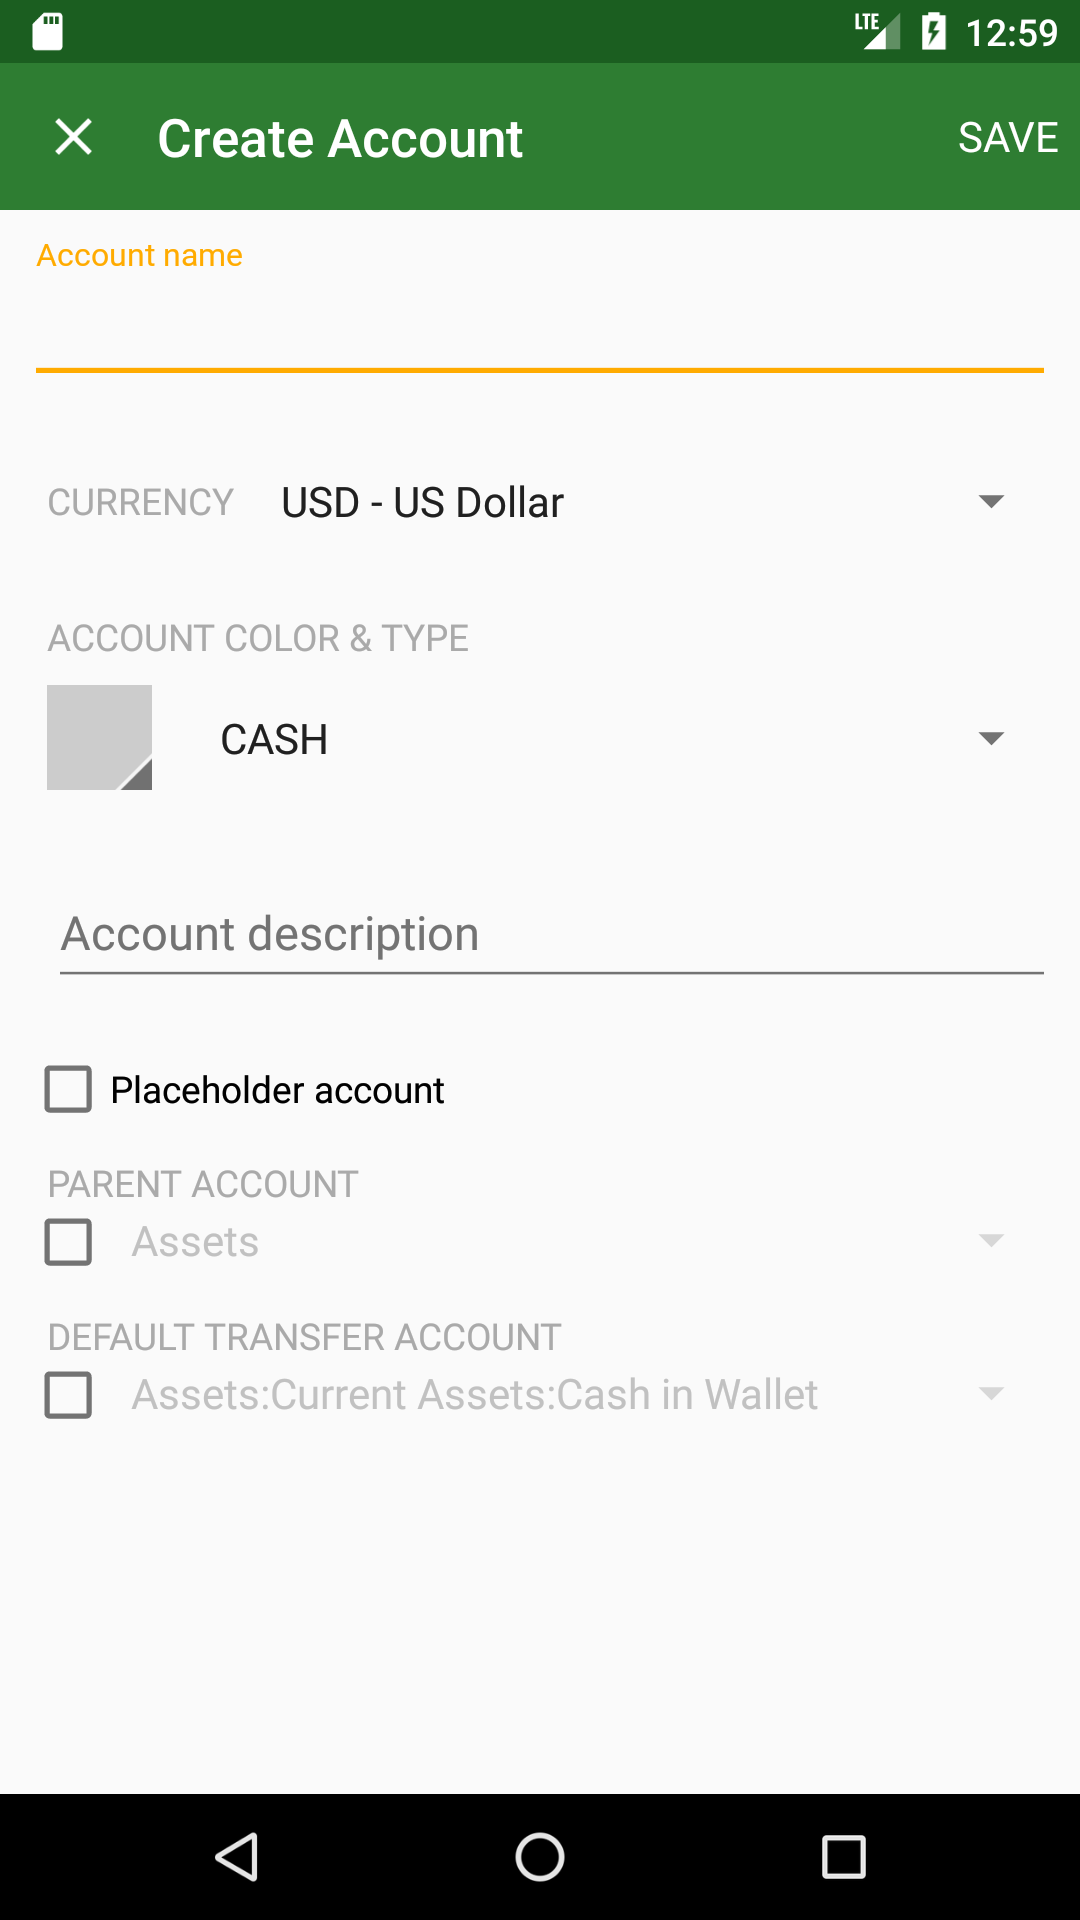 LTE 12:59
Create Account SAVE
Account name
CURRENCY USD - US Dollar
ACCOUNT COLOR & TYPE
CASH
Account description
Placeholder account
PARENT ACCOUNT
Assets
DEFAULT TRANSFER ACCOUNT
Assets:Current Assets:Cash in Wallet